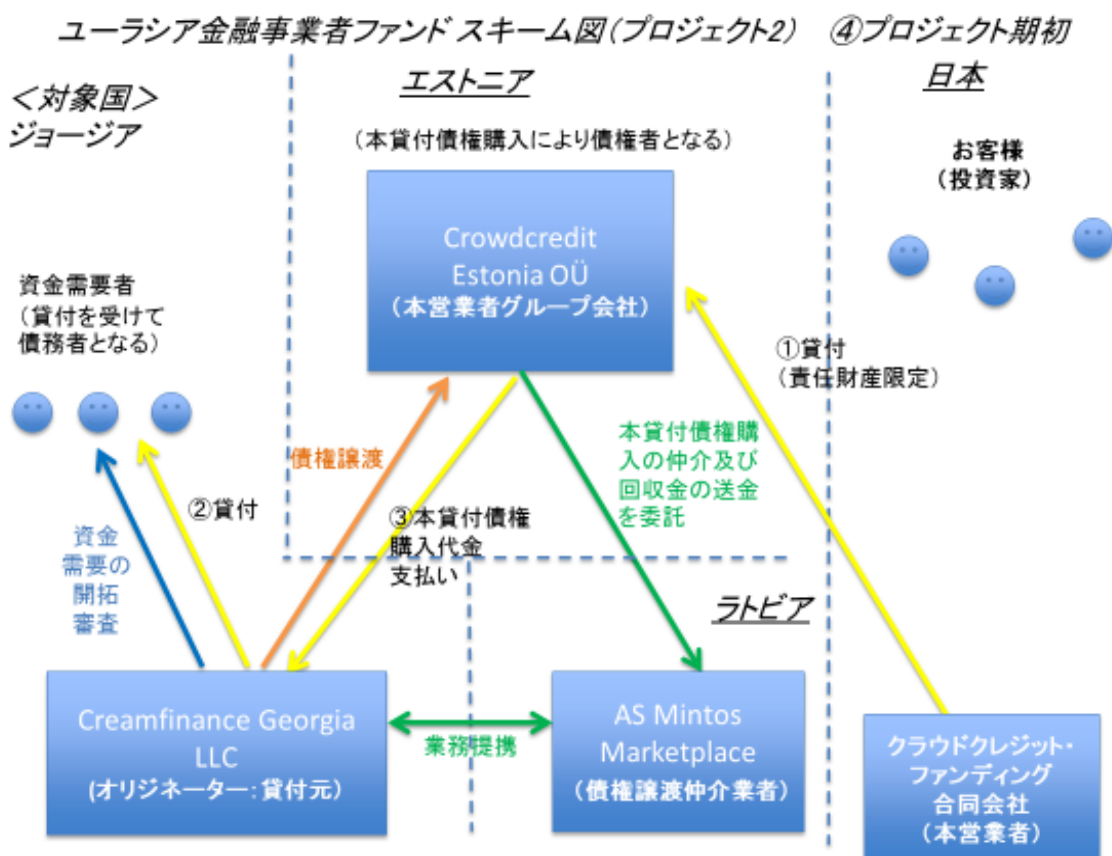 ユーラシア金融事業者ファンド スキーム図(プロジェクト2) ④プロジェクト期初
<対象国>
ジョージア
エストニア
日本
(本貸付債権購入により債権者となる)
お客様
(投資家)
Crowdcredit
Estonia OÜ
(本営業者グループ会社)
資金需要者
(貸付を受けて
債務者となる)
①貸付
(責任財産限定)
債権譲渡
本貸付債権購
入の仲介及び
回収金の送金
を委託
②貸付
③本貸付債権
購入代金
支払い
資金
需要の
開拓
審査
ラトビア
Creamfinance Georgia
LLC
(オリジネーター:貸付元)
業務提携
AS Mintos
Marketplace
(債権譲渡仲介業者)
クラウドクレジット・
ファンディング
合同会社
(本営業者)